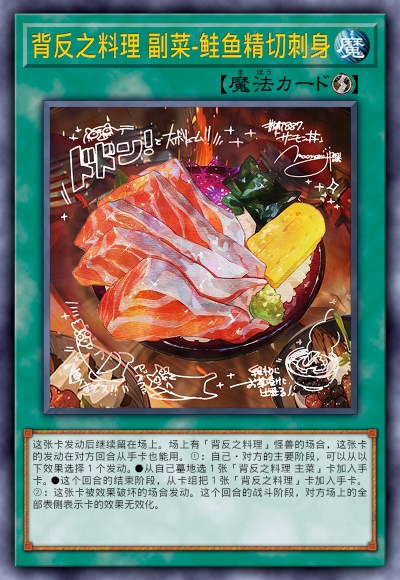 背反之料理 副菜-鲑鱼精切刺身
魔
【魔法カード】
まほう
ドドーン!
「サーモン丼」
这张卡发动后继续留在场上。场上有「背反之料理」怪兽的场合，这张卡
的发动在对方回合从手卡也能用。①：自己·对方的主要阶段，可以从以
下效果选择1个发动。●从自己墓地选1张「背反之料理 主菜」卡加入手
卡。●这个回合的结束阶段，从卡组把1张「背反之料理」卡加入手卡。
②：这张卡被效果破坏的场合发动。这个回合的战斗阶段，对方场上的全
部表侧表示卡的效果无效化。